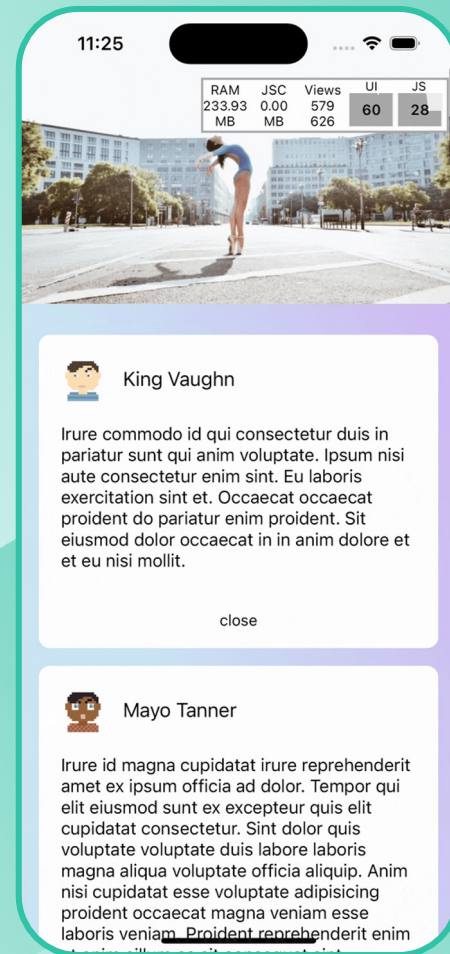 11:25
RAM JSC Views UI JS
233.93 0.00 579 60 28
MB MB 626
King Vaughn
Irure commodo id qui consectetur duis in
pariatur sunt qui anim voluptate. Ipsum nisi
aute consectetur enim sint. Eu laboris
exercitation sint et. Occaecat occaecat
proident do pariatur enim proident. Sit
eiusmod dolor occaecat in in anim dolore et
et eu nisi mollit.
close
Mayo Tanner
Irure id magna cupidatat irure reprehenderit
amet ex ipsum officia ad dolor. Tempor qui
elit eiusmod sunt ex excepteur quis elit
cupidatat consectetur. Sint dolor quis
voluptate voluptate duis labore laboris
magna aliqua voluptate officia aliquip. Anim
nisi cupidatat esse voluptate adipisicing
proident occaecat magna veniam esse
laboris veniam. Proident reprehenderit enim